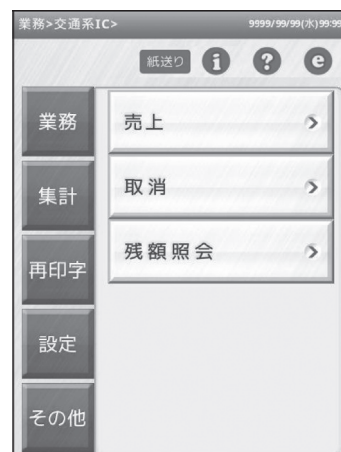 業務>交通系IC>
9999/99/99(水)99:99
紙送り
業務
集計
再印字
設定
その他
売上
取消
残額照会